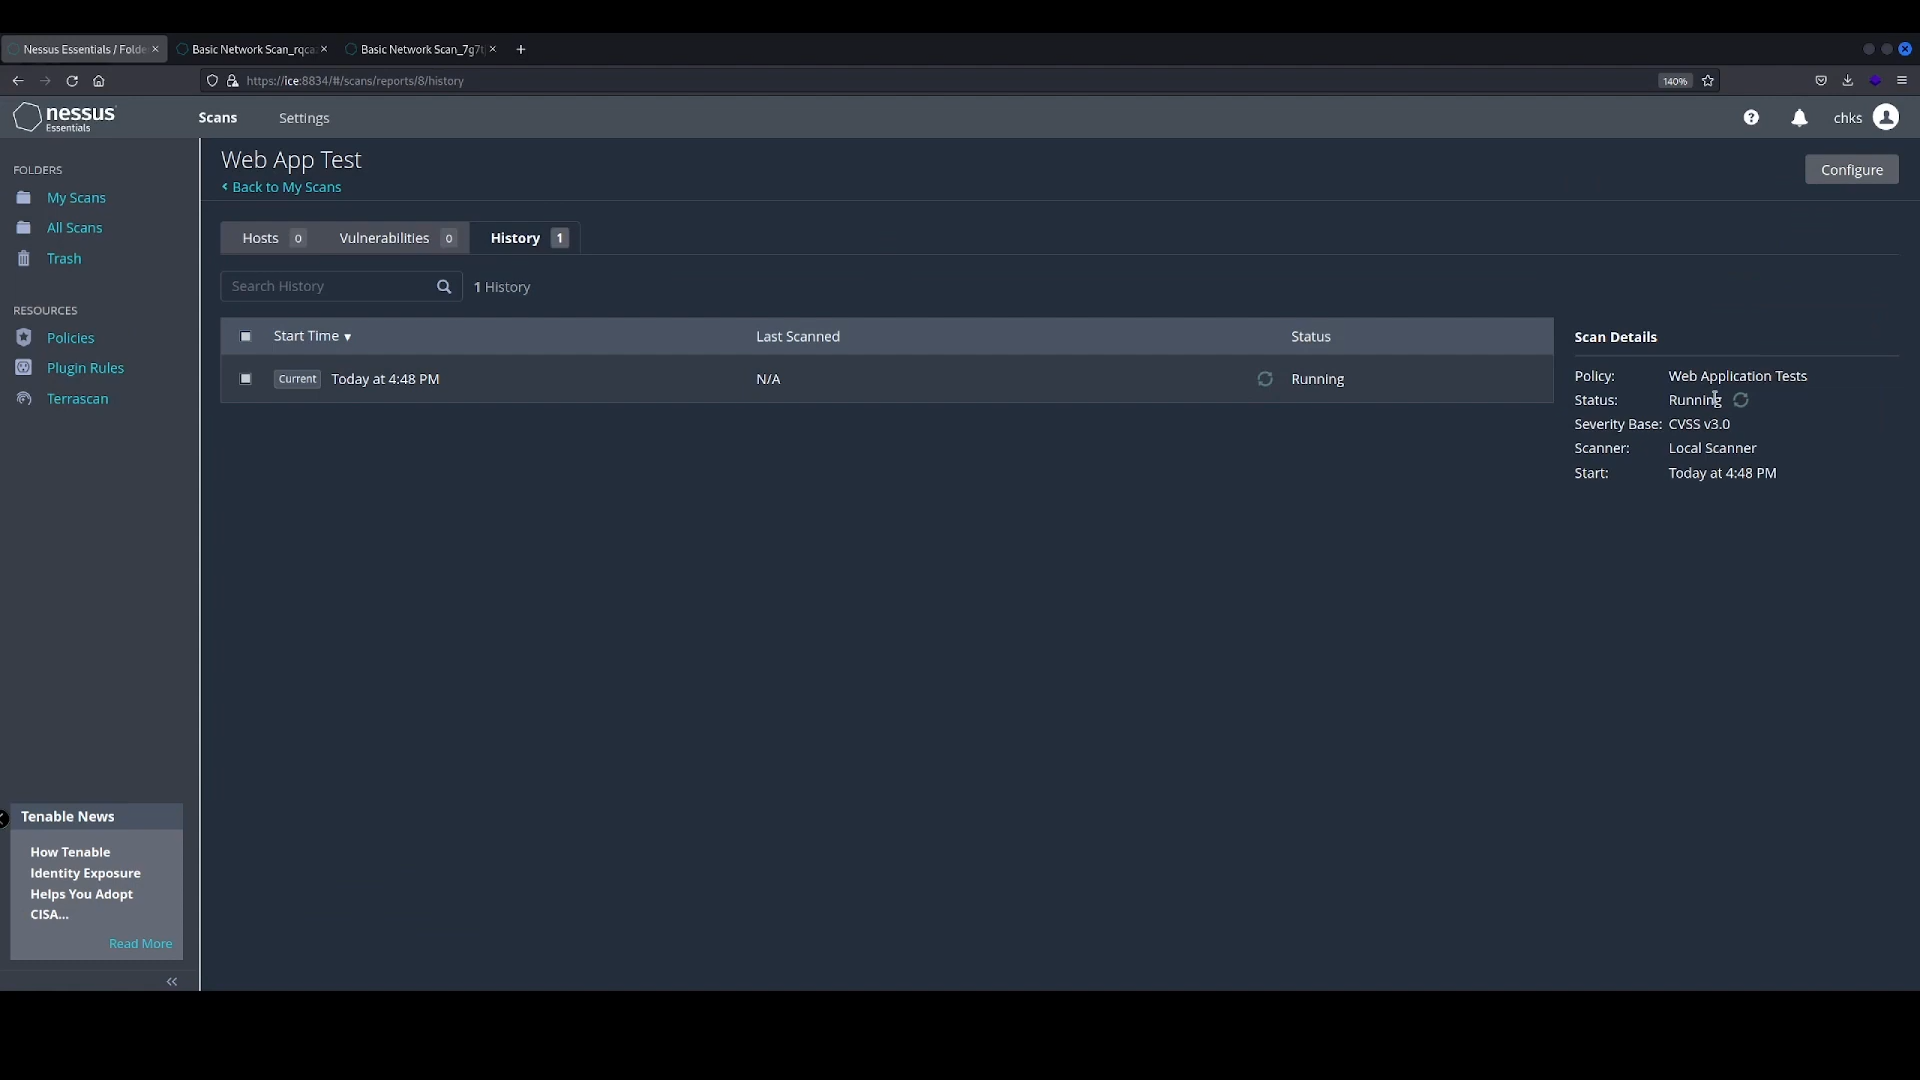 Nessus Essentials / Folde
Basic Network Scan_rqca
Basic Network Scan_7g7t
https://ice:8834/#/scans/reports/8/history
140%
nessus
Essentials
Scans
Settings
chks
FOLDERS
My Scans
All Scans
Trash
RESOURCES
Policies
Plugin Rules
Terrascan
Web App Test
Back to My Scans
Configure
Hosts 0
Vulnerabilities 0
History 1
Search History
1 History
Start Time
Last Scanned
Status
Current Today at 4:48 PM
N/A
Running
Scan Details
Policy: Web Application Tests
Status: Running
Severity Base: CVSS v3.0
Scanner: Local Scanner
Start: Today at 4:48 PM
Tenable News
How Tenable
Identity Exposure
Helps You Adopt
CISA...
Read More